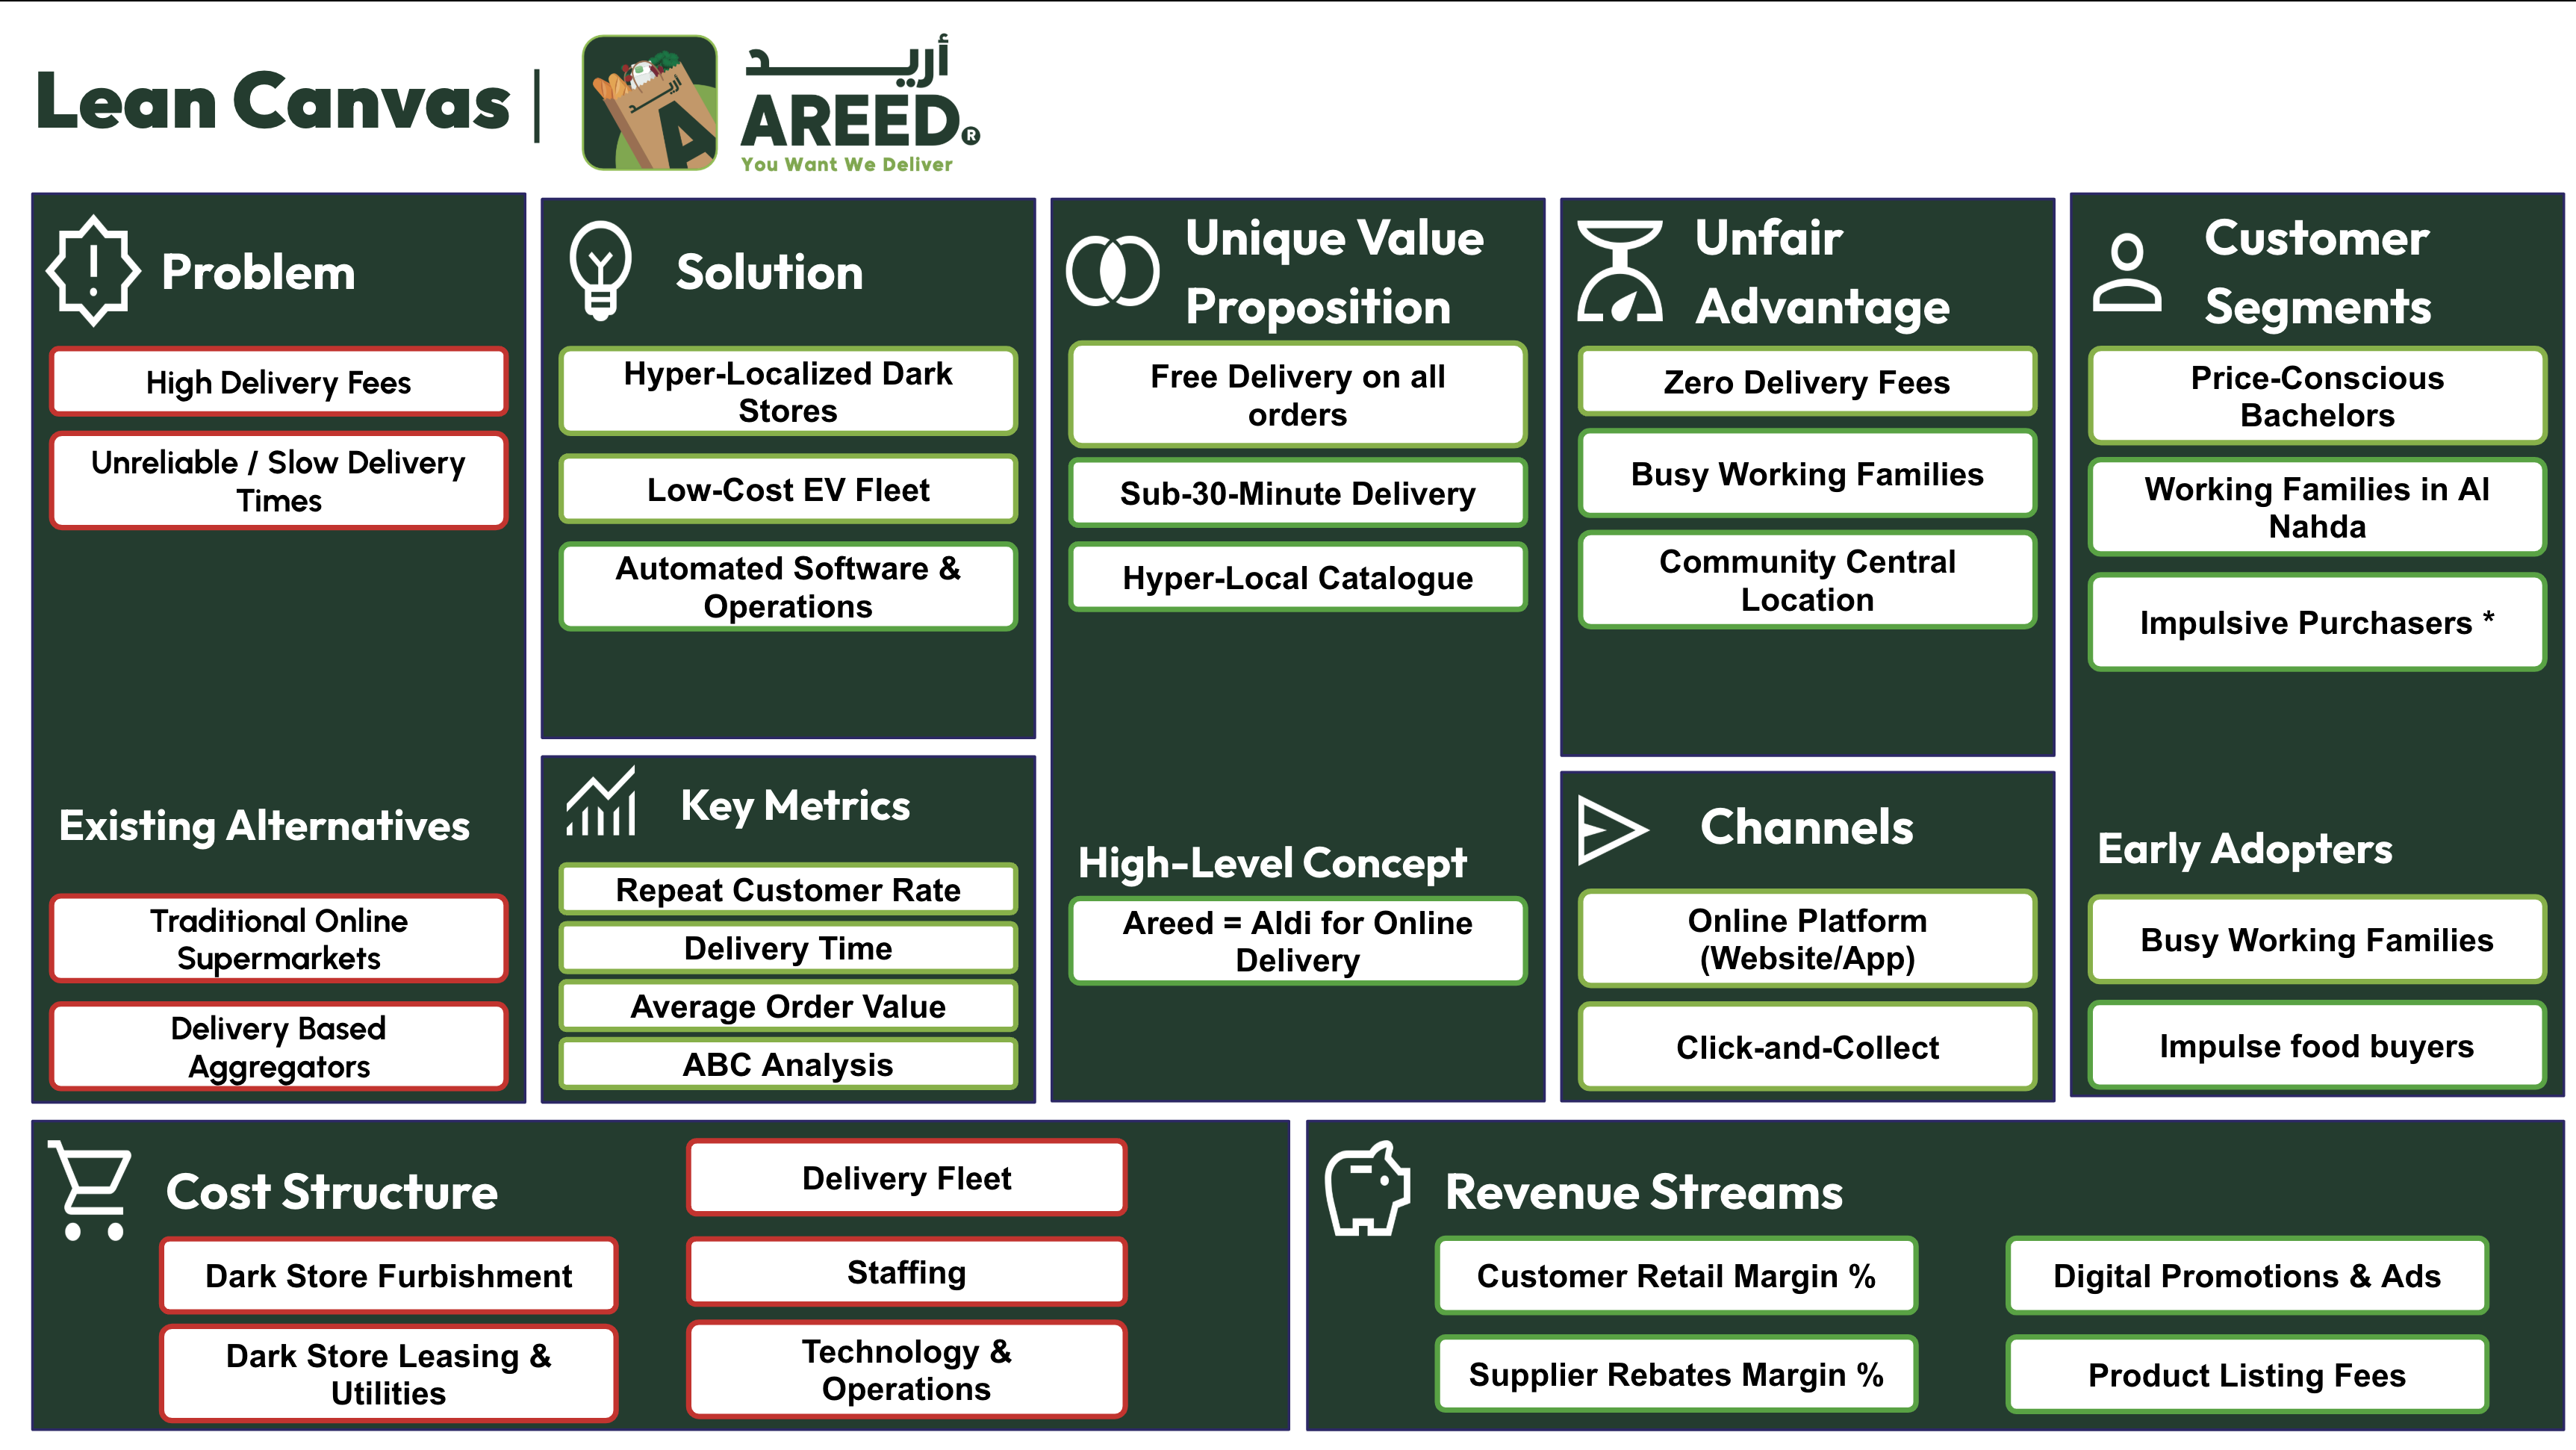 Lean Canvas
أريد
AREED®
You Want We Deliver
Problem
High Delivery Fees
Unreliable / Slow Delivery
Times
Existing Alternatives
Traditional Online
Supermarkets
Delivery Based
Aggregators
Solution
Hyper-Localized Dark
Stores
Low-Cost EV Fleet
Automated Software &
Operations
Key Metrics
Repeat Customer Rate
Delivery Time
Average Order Value
ABC Analysis
Unique Value
Proposition
Free Delivery on all
orders
Sub-30-Minute Delivery
Hyper-Local Catalogue
High-Level Concept
Areed = Aldi for Online
Delivery
Unfair
Advantage
Zero Delivery Fees
Busy Working Families
Community Central
Location
Channels
Online Platform
(Website/App)
Click-and-Collect
Customer
Segments
Price-Conscious
Bachelors
Working Families in Al
Nahda
Impulsive Purchasers *
Early Adopters
Busy Working Families
Impulse food buyers
Cost Structure
Dark Store Furbishment
Dark Store Leasing &
Utilities
Delivery Fleet
Staffing
Technology &
Operations
Revenue Streams
Customer Retail Margin %
Supplier Rebates Margin %
Digital Promotions & Ads
Product Listing Fees